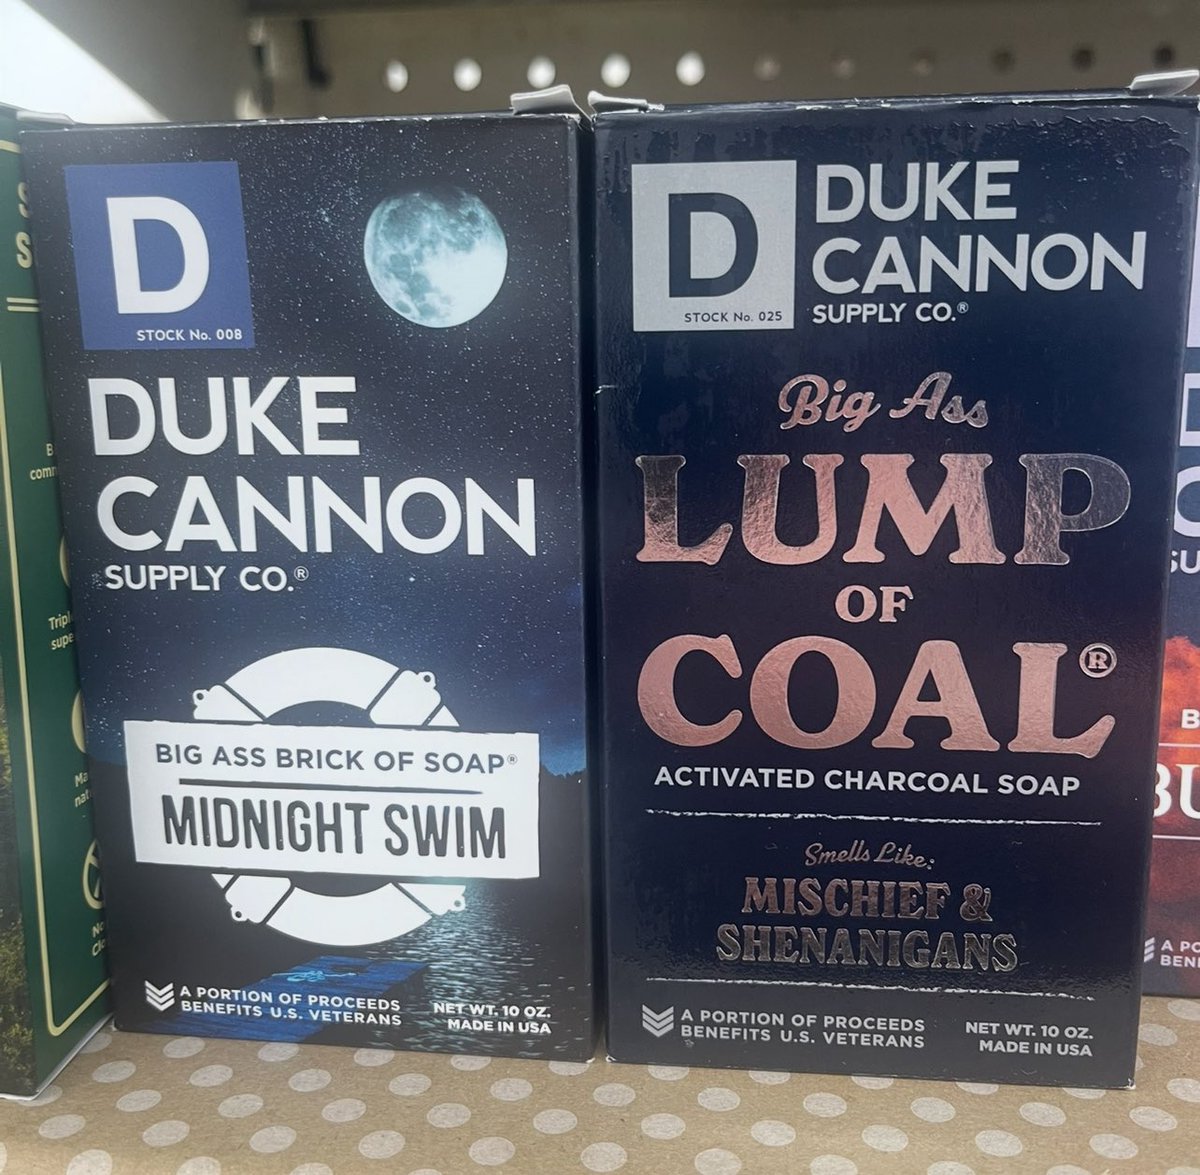 D
STOCK No. 008
DUKE
CANNON
SUPPLY CO.®
BIG ASS BRICK OF SOAP®
MIDNIGHT SWIM
A PORTION OF PROCEEDS
BENEFITS U.S. VETERANS
NET WT. 10 OZ.
MADE IN USA
D
STOCK No. 025
DUKE
CANNON
SUPPLY CO.®
Big Ass
LUMP
OF
COAL®
ACTIVATED CHARCOAL SOAP
Smells Like:
MISCHIEF &
SHENANIGANS
A PORTION OF PROCEEDS
BENEFITS U.S. VETERANS
NET WT. 10 OZ.
MADE IN USA